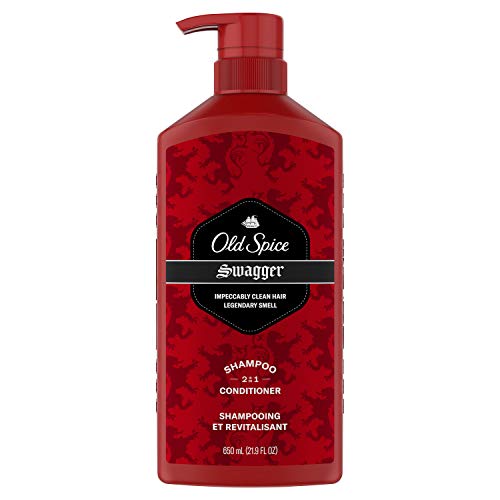 Old Spice
Swagger
IMPECCABLY CLEAN HAIR
LEGENDARY SMELL
SHAMPOO
2 IN 1
CONDITIONER
SHAMPOOING
ET REVITALISANT
650 mL (21.9 FL OZ)